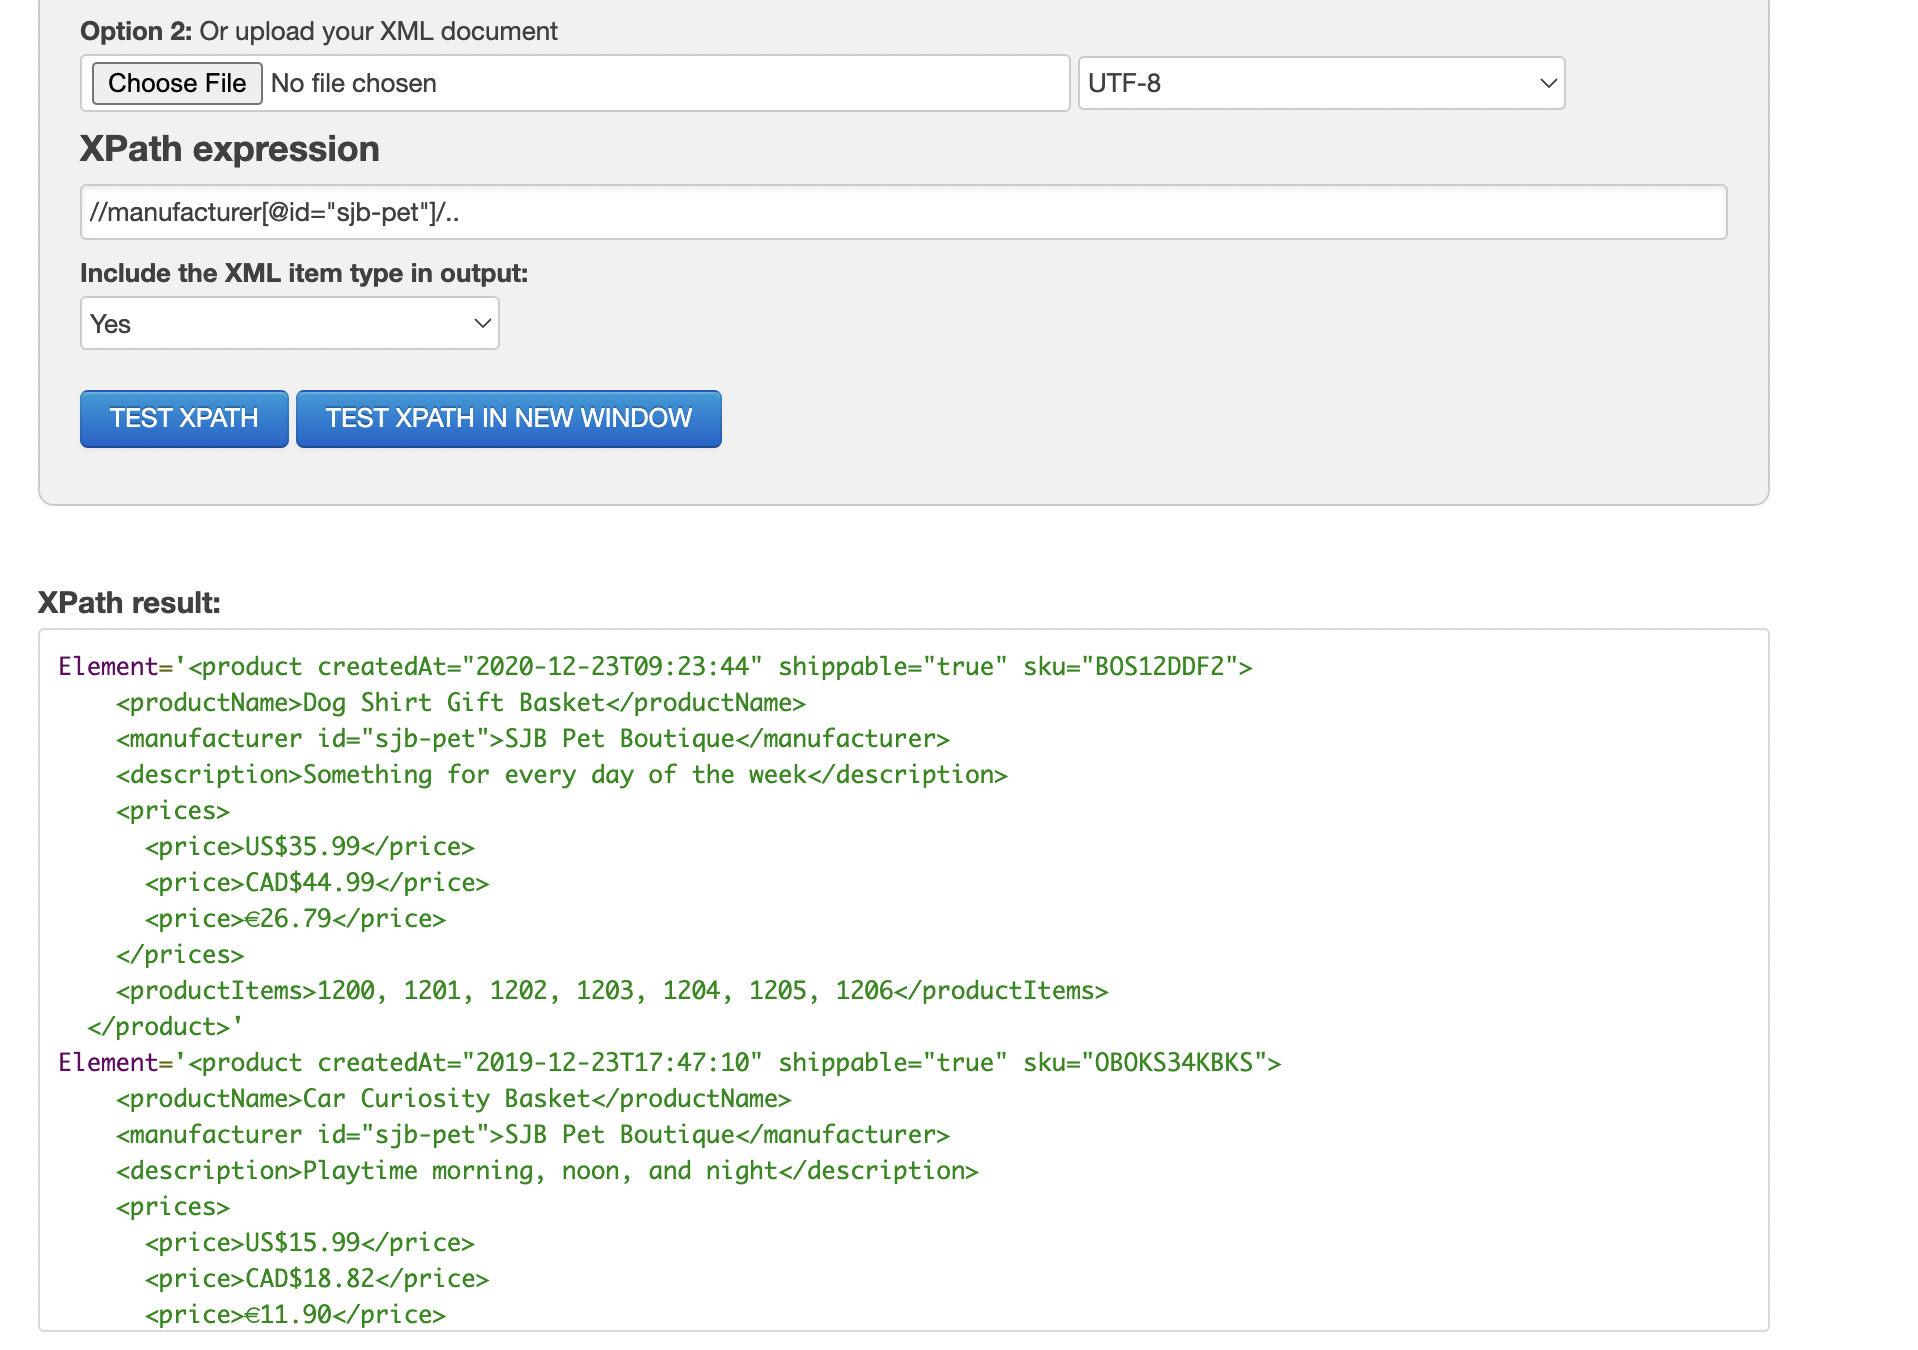 Option 2: Or upload your XML document
Choose File No file chosen UTF-8
XPath expression
//manufacturer[@id="sjb-pet"]/..
Include the XML item type in output:
Yes
TEST XPATH TEST XPATH IN NEW WINDOW
XPath result:
Element='<product createdAt="2020-12-23T09:23:44" shippable="true" sku="BOS12DDF2">
<productName>Dog Shirt Gift Basket</productName>
<manufacturer id="sjb-pet">SJB Pet Boutique</manufacturer>
<description>Something for every day of the week</description>
<prices>
<price>US$35.99</price>
<price>CAD$44.99</price>
<price>€26.79</price>
</prices>
<productItems>1200, 1201, 1202, 1203, 1204, 1205, 1206</productItems>
</product>'
Element='<product createdAt="2019-12-23T17:47:10" shippable="true" sku="OBOKS34KBKS">
<productName>Car Curiosity Basket</productName>
<manufacturer id="sjb-pet">SJB Pet Boutique</manufacturer>
<description>Playtime morning, noon, and night</description>
<prices>
<price>US$15.99</price>
<price>CAD$18.82</price>
<price>€11.90</price>